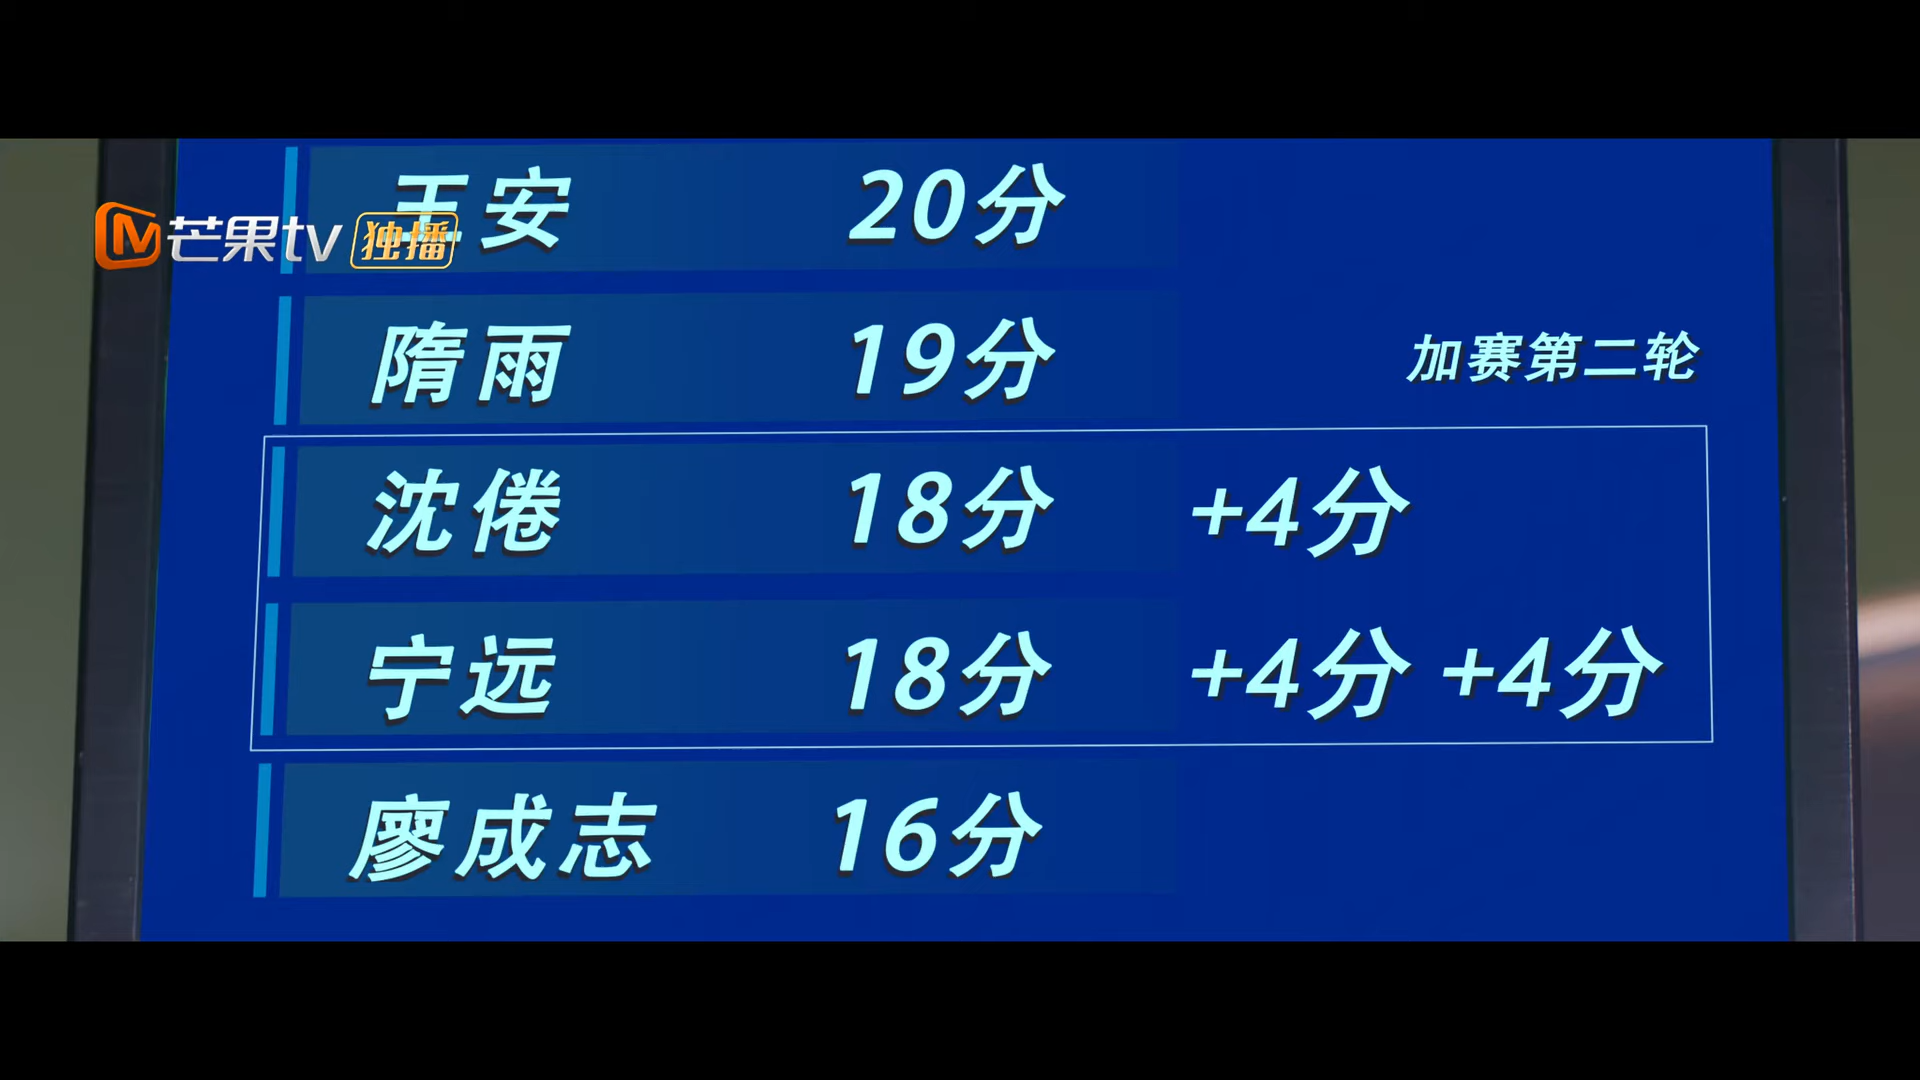 王安 20分
芒果tv 独播
隋雨 19分 加赛第二轮
沈倦 18分 +4分
宁远 18分 +4分 +4分
廖成志 16分